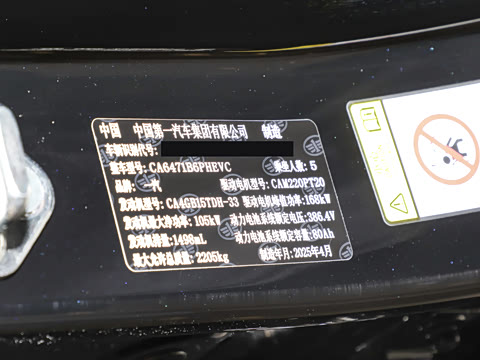 中国 中国第一汽车集团有限公司 制造
车辆识别代号:
整车型号: CA6471B6PHEVC 乘坐人数: 5
品牌: 一汽 驱动电机型号: CAM220PT20
发动机型号: CA4GB15TDH-33 驱动电机峰值功率: 168kW
发动机最大净功率: 105kW 动力电池系统额定电压: 386.4V
发动机排量: 1498mL 动力电池系统额定容量: 80Ah
最大允许总质量: 2205kg 制造年月: 2025年4月